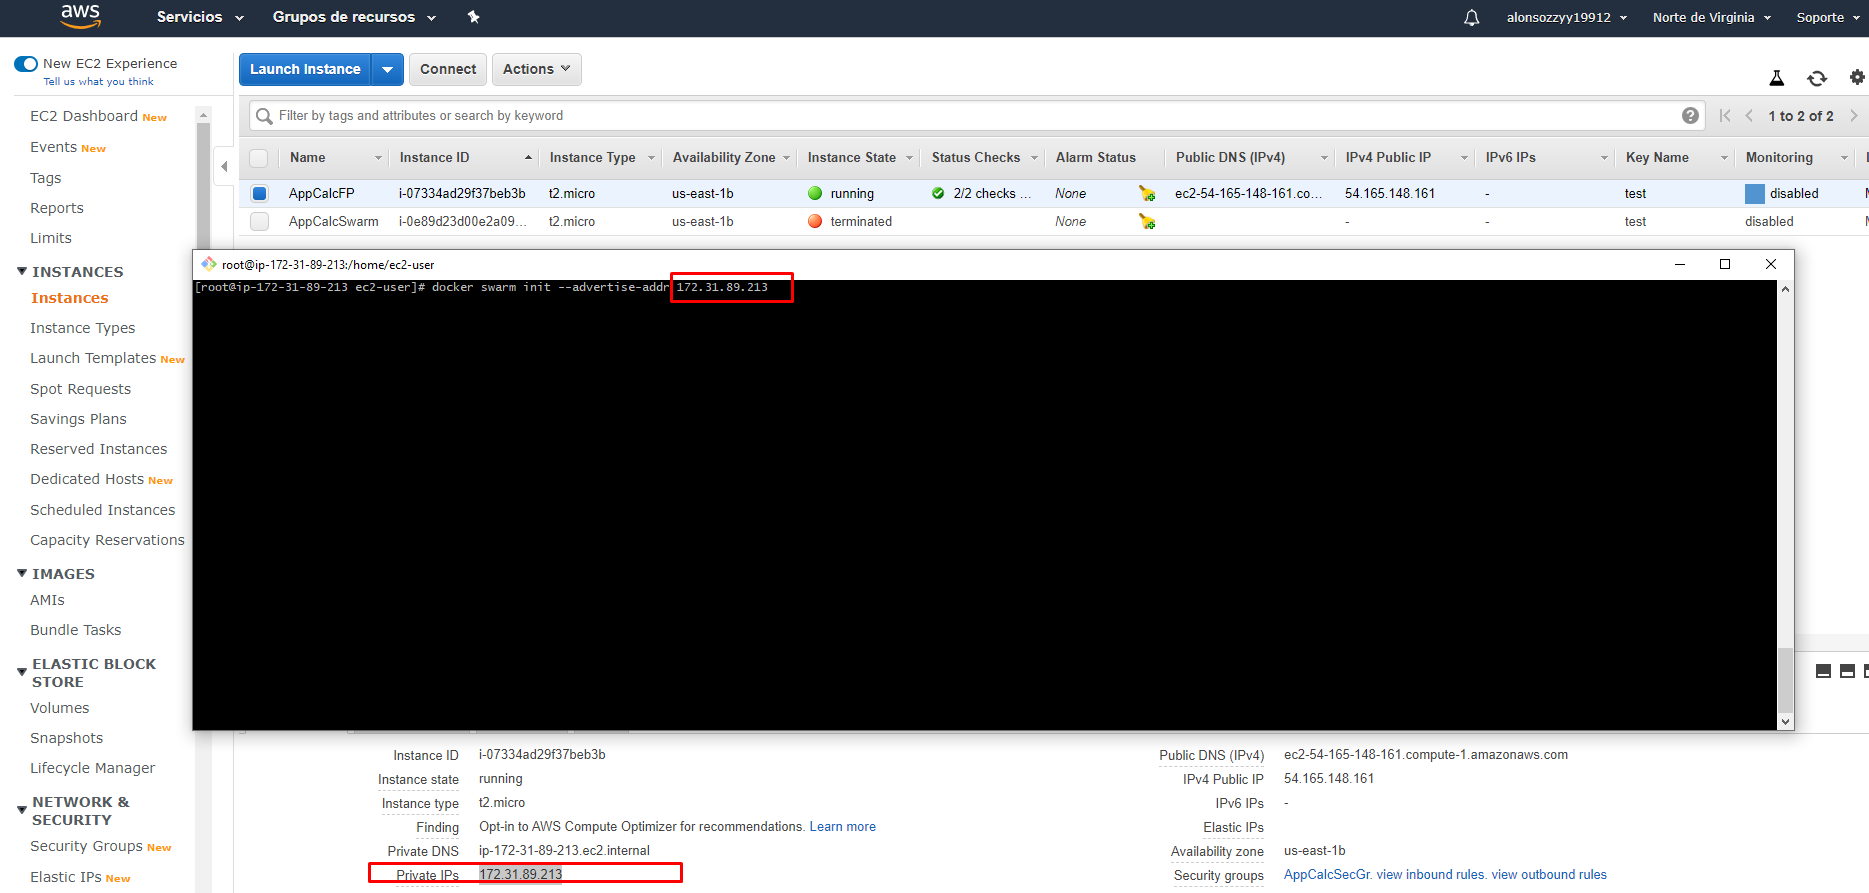 aws Servicios Grupos de recursos alonsozzyy19912 Norte de Virginia Soporte
New EC2 Experience
Tell us what you think
EC2 Dashboard New
Events New
Tags
Reports
Limits
INSTANCES
Instances
Instance Types
Launch Templates New
Spot Requests
Savings Plans
Reserved Instances
Dedicated Hosts New
Scheduled Instances
Capacity Reservations
IMAGES
AMIs
Bundle Tasks
ELASTIC BLOCK
STORE
Volumes
Snapshots
Lifecycle Manager
NETWORK &
SECURITY
Security Groups New
Elastic IPs New
Launch Instance Connect Actions
Filter by tags and attributes or search by keyword
1 to 2 of 2
Name Instance ID Instance Type Availability Zone Instance State Status Checks Alarm Status Public DNS (IPv4) IPv4 Public IP IPv6 IPs Key Name Monitoring
AppCalcFP i-07334ad29f37beb3b t2.micro us-east-1b running 2/2 checks ... None ec2-54-165-148-161.co... 54.165.148.161 - test disabled
AppCalcSwarm i-0e89d23d00e2a09... t2.micro us-east-1b terminated None - - test disabled
root@ip-172-31-89-213:/home/ec2-user
[root@ip-172-31-89-213 ec2-user]# docker swarm init --advertise-addr 172.31.89.213
Instance ID i-07334ad29f37beb3b
Instance state running
Instance type t2.micro
Finding Opt-in to AWS Compute Optimizer for recommendations. Learn more
Private DNS ip-172-31-89-213.ec2.internal
Private IPs 172.31.89.213
Public DNS (IPv4) ec2-54-165-148-161.compute-1.amazonaws.com
IPv4 Public IP 54.165.148.161
IPv6 IPs -
Elastic IPs
Availability zone us-east-1b
Security groups AppCalcSecGr. view inbound rules. view outbound rules